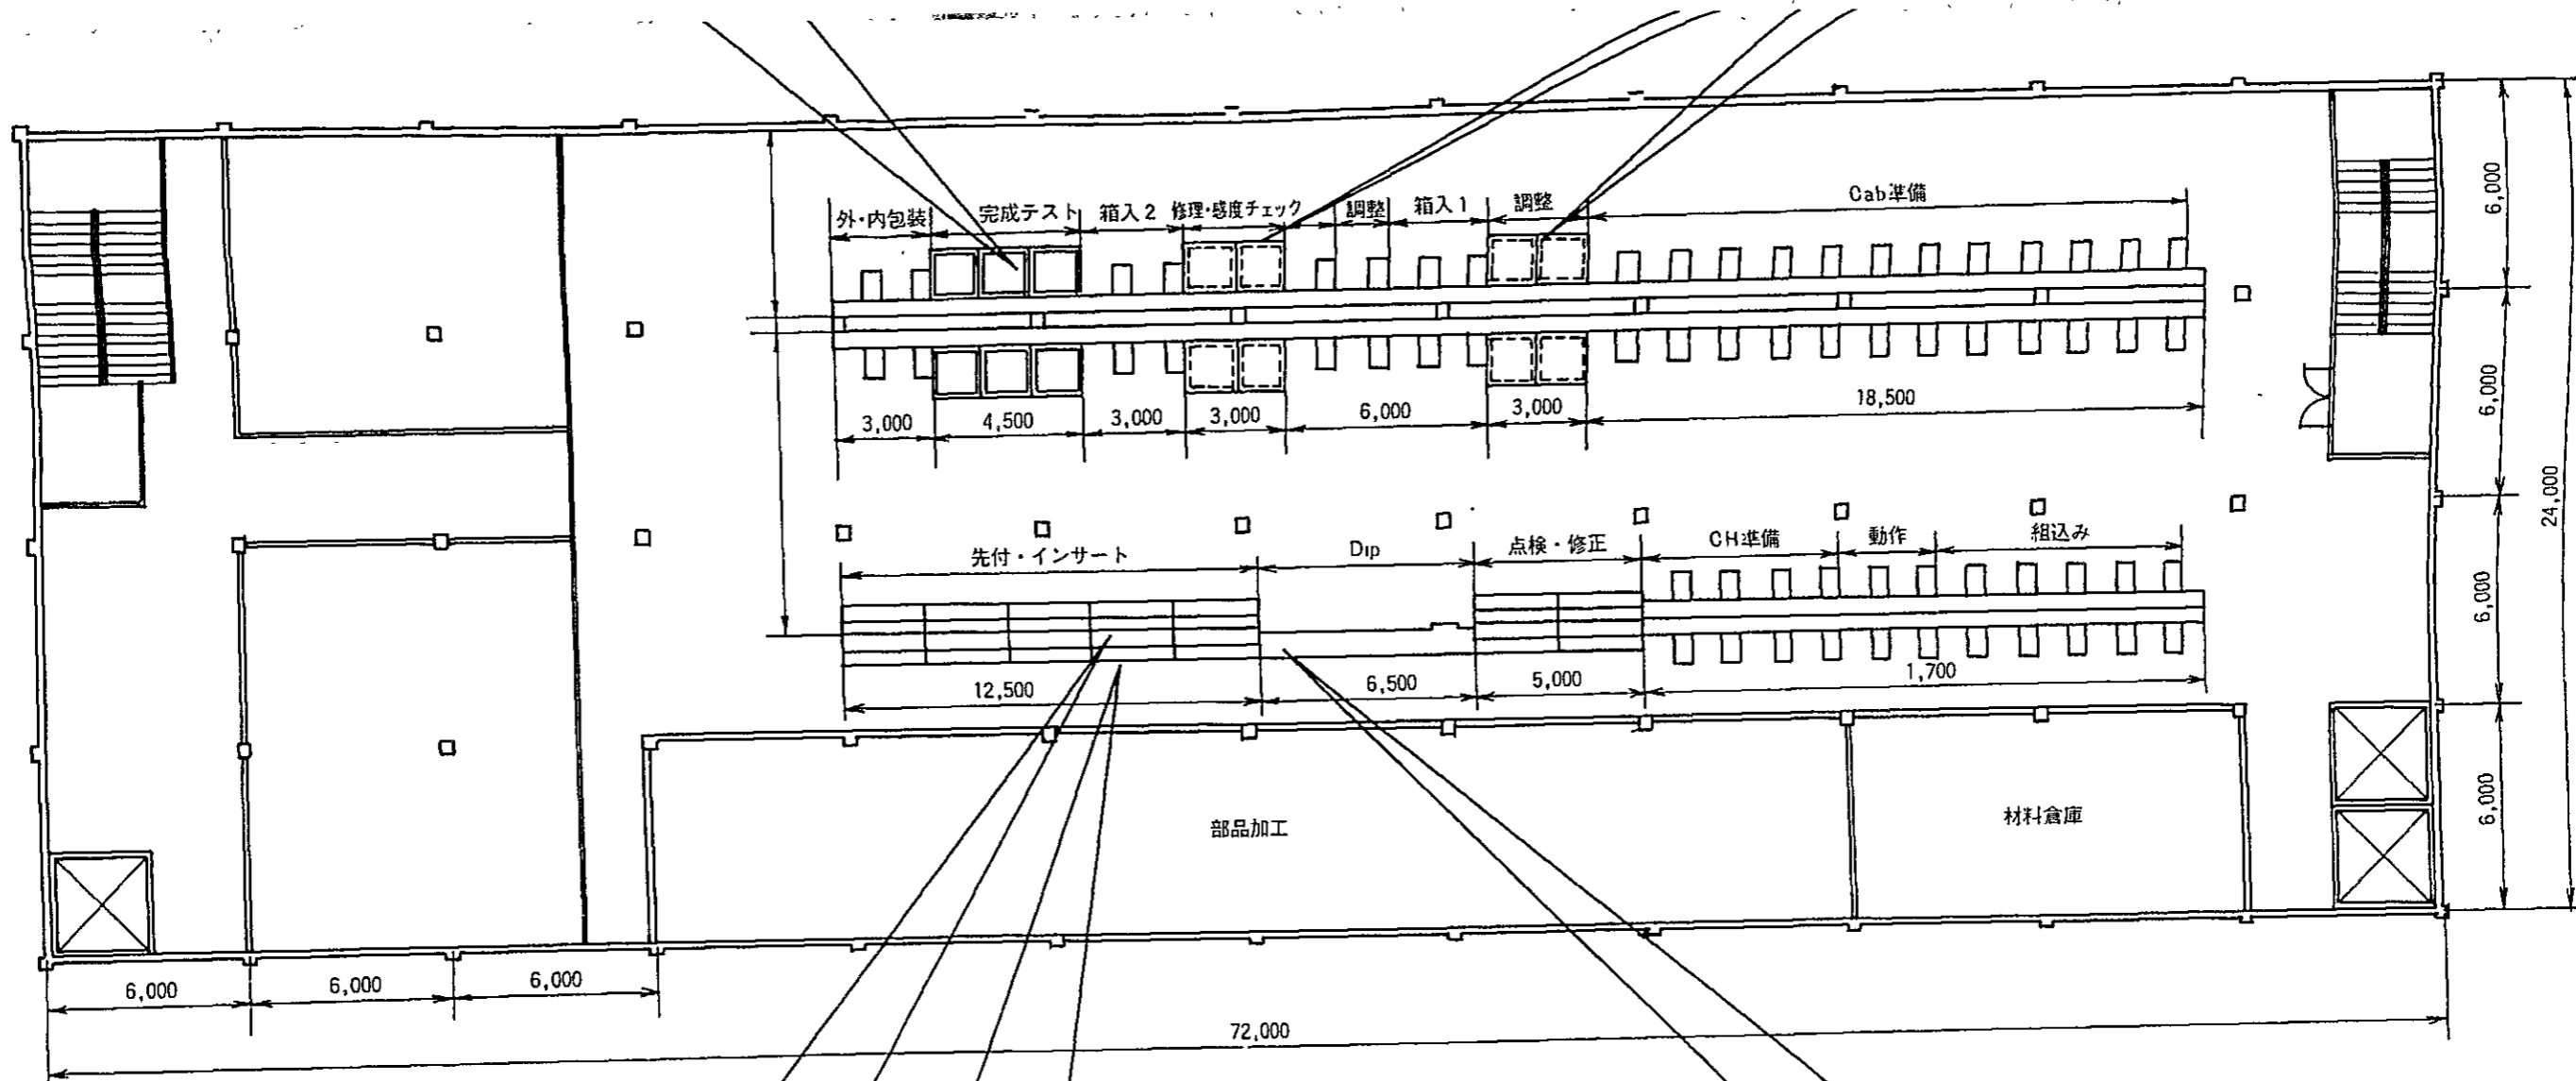 外・内包装
完成テスト
箱入2
修理・感度チェック
調整
箱入1
調整
Cab準備
3,000
4,500
3,000
3,000
6,000
3,000
18,500
先付・インサート
Dip
点検・修正
CH準備
動作
組込み
12,500
6,500
5,000
1,700
部品加工
材料倉庫
6,000
6,000
6,000
6,000
24,000
6,000
6,000
6,000
72,000